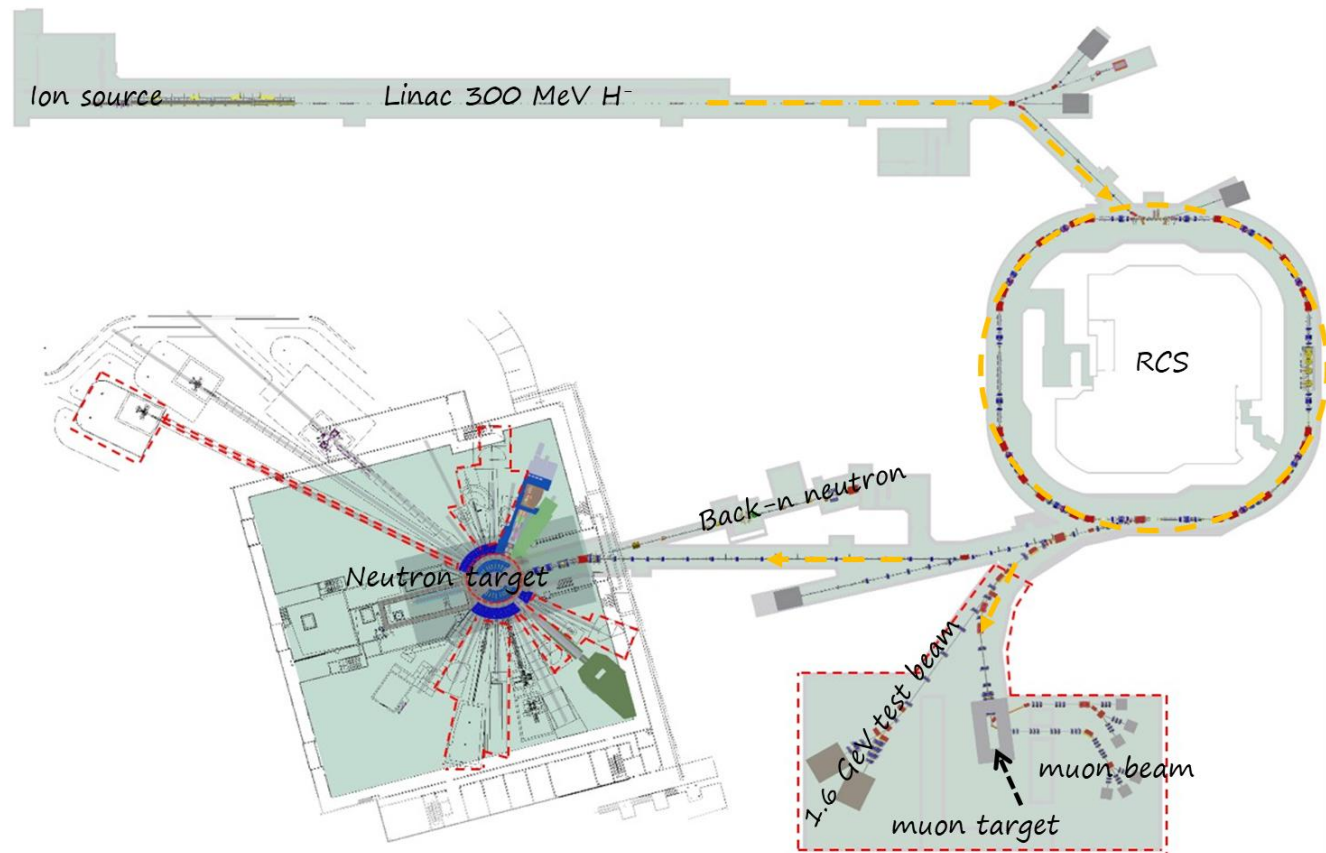 Ion source
Linac 300 MeV H⁻
RCS
Back-n neutron
Neutron target
1.6 GeV test beam
muon beam
muon target